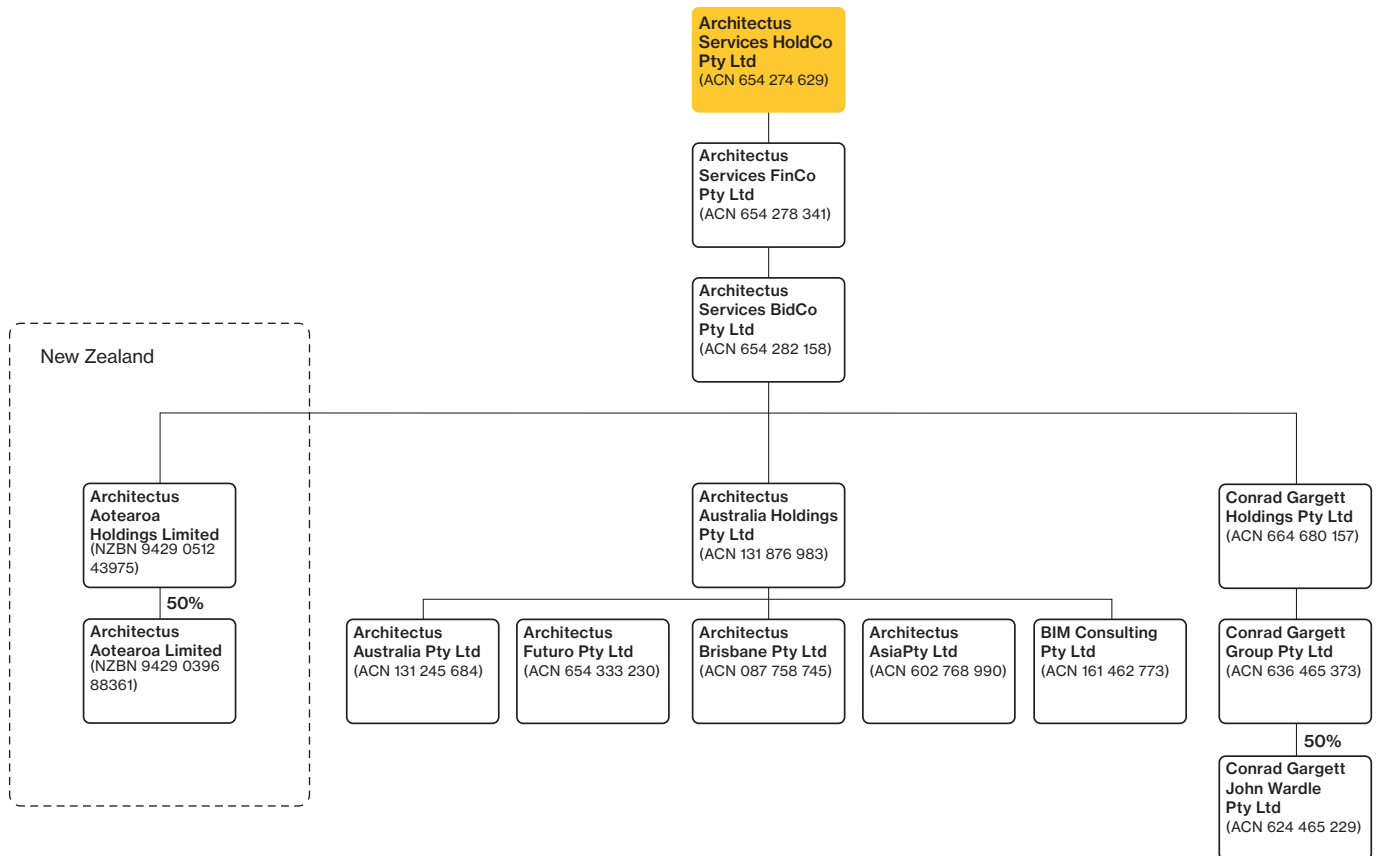 Architectus
Services HoldCo
Pty Ltd
(ACN 654 274 629)
Architectus
Services FinCo
Pty Ltd
(ACN 654 278 341)
Architectus
Services BidCo
Pty Ltd
(ACN 654 282 158)
New Zealand
Architectus
Aotearoa
Holdings Limited
(NZBN 9429 0512
43975)
50%
Architectus
Aotearoa Limited
(NZBN 9429 0396
88361)
Architectus
Australia Holdings
Pty Ltd
(ACN 131 876 983)
Architectus
Australia Pty Ltd
(ACN 131 245 684)
Architectus
Futuro Pty Ltd
(ACN 654 333 230)
Architectus
Brisbane Pty Ltd
(ACN 087 758 745)
Architectus
AsiaPty Ltd
(ACN 602 768 990)
BIM Consulting
Pty Ltd
(ACN 161 462 773)
Conrad Gargett
Holdings Pty Ltd
(ACN 664 680 157)
Conrad Gargett
Group Pty Ltd
(ACN 636 465 373)
50%
Conrad Gargett
John Wardle
Pty Ltd
(ACN 624 465 229)